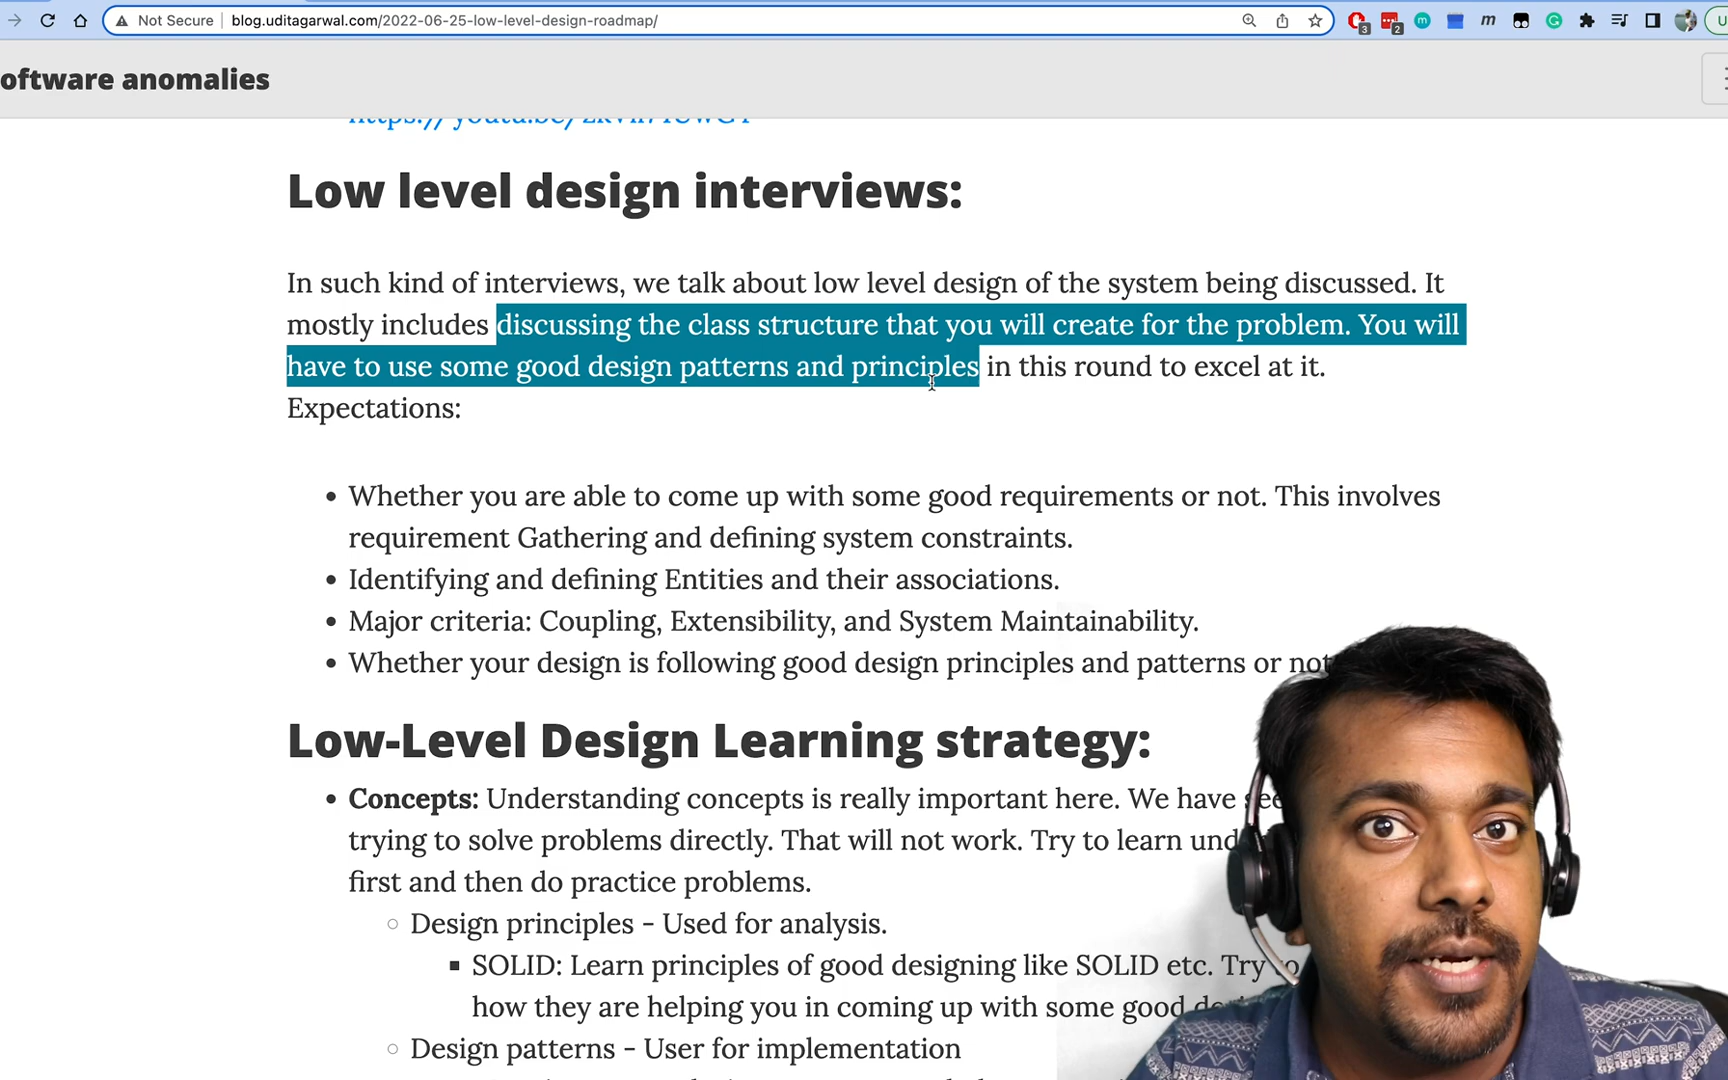 Not Secure
blog.uditagarwal.com/2022-06-25-low-level-design-roadmap/
3
2
m
m
G
U
oftware anomalies
Low level design interviews:
In such kind of interviews, we talk about low level design of the system being discussed. It
mostly includes discussing the class structure that you will create for the problem. You will
have to use some good design patterns and principles in this round to excel at it.
Expectations:
• Whether you are able to come up with some good requirements or not. This involves
requirement Gathering and defining system constraints.
• Identifying and defining Entities and their associations.
• Major criteria: Coupling, Extensibility, and System Maintainability.
• Whether your design is following good design principles and patterns or not
Low-Level Design Learning strategy:
• Concepts: Understanding concepts is really important here. We have see
trying to solve problems directly. That will not work. Try to learn und
first and then do practice problems.
Design principles - Used for analysis.
SOLID: Learn principles of good designing like SOLID etc. Try to
how they are helping you in coming up with some good
Design patterns - User for implementation